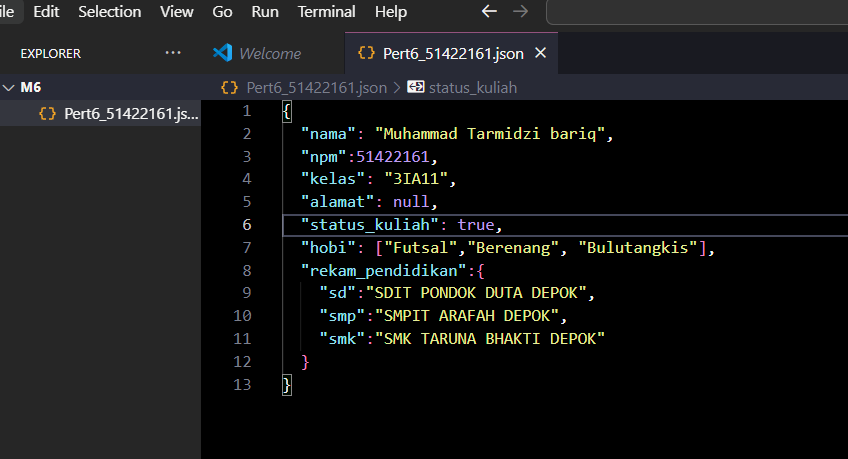 ile Edit Selection View Go Run Terminal Help
EXPLORER ··· Welcome {} Pert6_51422161.json
M6 {} Pert6_51422161.json > status_kuliah
{} Pert6_51422161.js...
1 {
2 "nama": "Muhammad Tarmidzi bariq",
3 "npm":51422161,
4 "kelas": "3IA11",
5 "alamat": null,
6 "status_kuliah": true,
7 "hobi": ["Futsal","Berenang", "Bulutangkis"],
8 "rekam_pendidikan":{
9 "sd":"SDIT PONDOK DUTA DEPOK",
10 "smp":"SMPIT ARAFAH DEPOK",
11 "smk":"SMK TARUNA BHAKTI DEPOK"
12 }
13 }